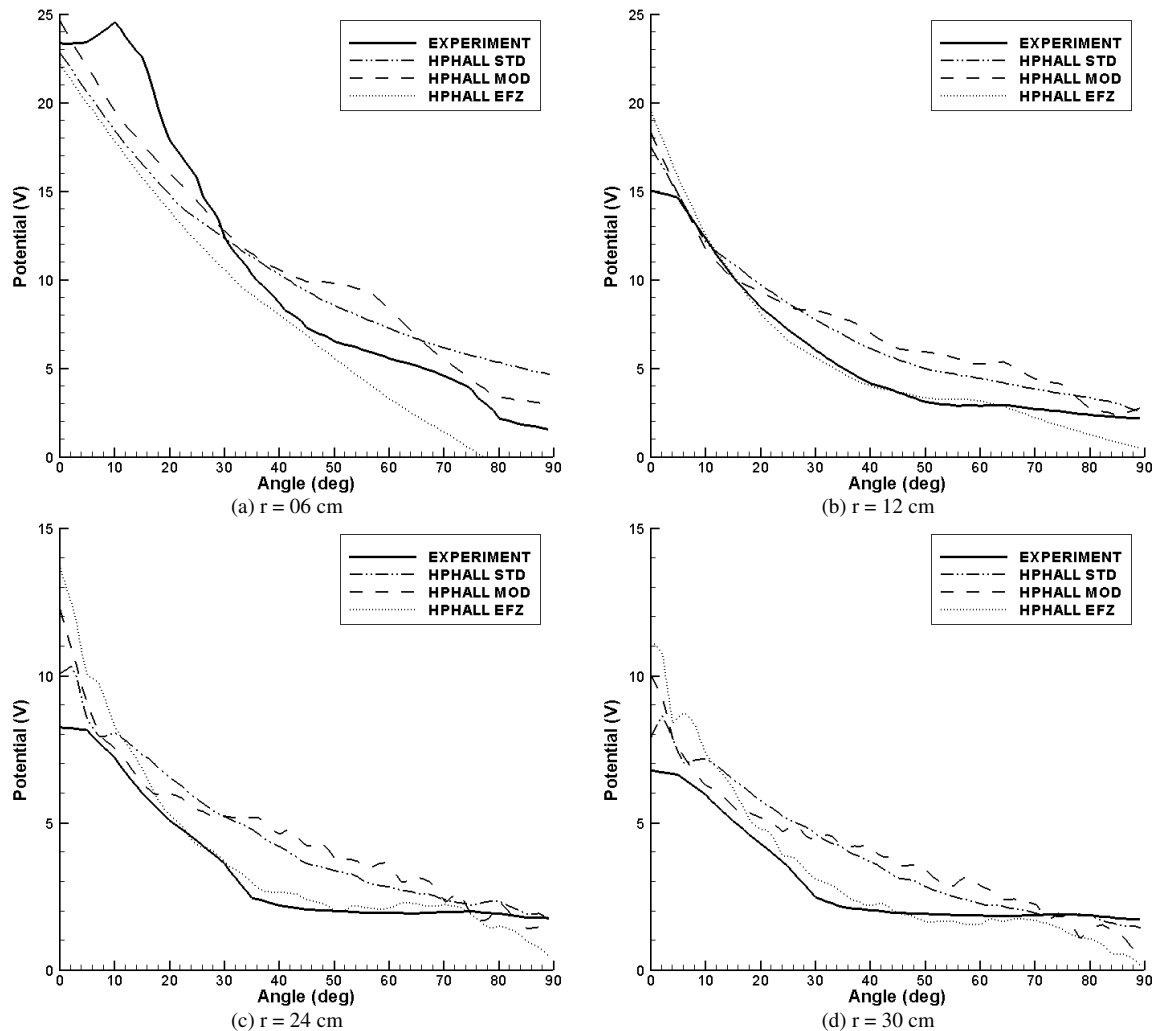 25
20
15
10
5
0
Potential (V)
EXPERIMENT
HPHALL STD
HPHALL MOD
HPHALL EFZ
0 10 20 30 40 50 60 70 80 90
Angle (deg)
(a) r = 06 cm
25
20
15
10
5
0
Potential (V)
EXPERIMENT
HPHALL STD
HPHALL MOD
HPHALL EFZ
0 10 20 30 40 50 60 70 80 90
Angle (deg)
(b) r = 12 cm
15
10
5
0
Potential (V)
EXPERIMENT
HPHALL STD
HPHALL MOD
HPHALL EFZ
0 10 20 30 40 50 60 70 80 90
Angle (deg)
(c) r = 24 cm
15
10
5
0
Potential (V)
EXPERIMENT
HPHALL STD
HPHALL MOD
HPHALL EFZ
0 10 20 30 40 50 60 70 80 90
Angle (deg)
(d) r = 30 cm